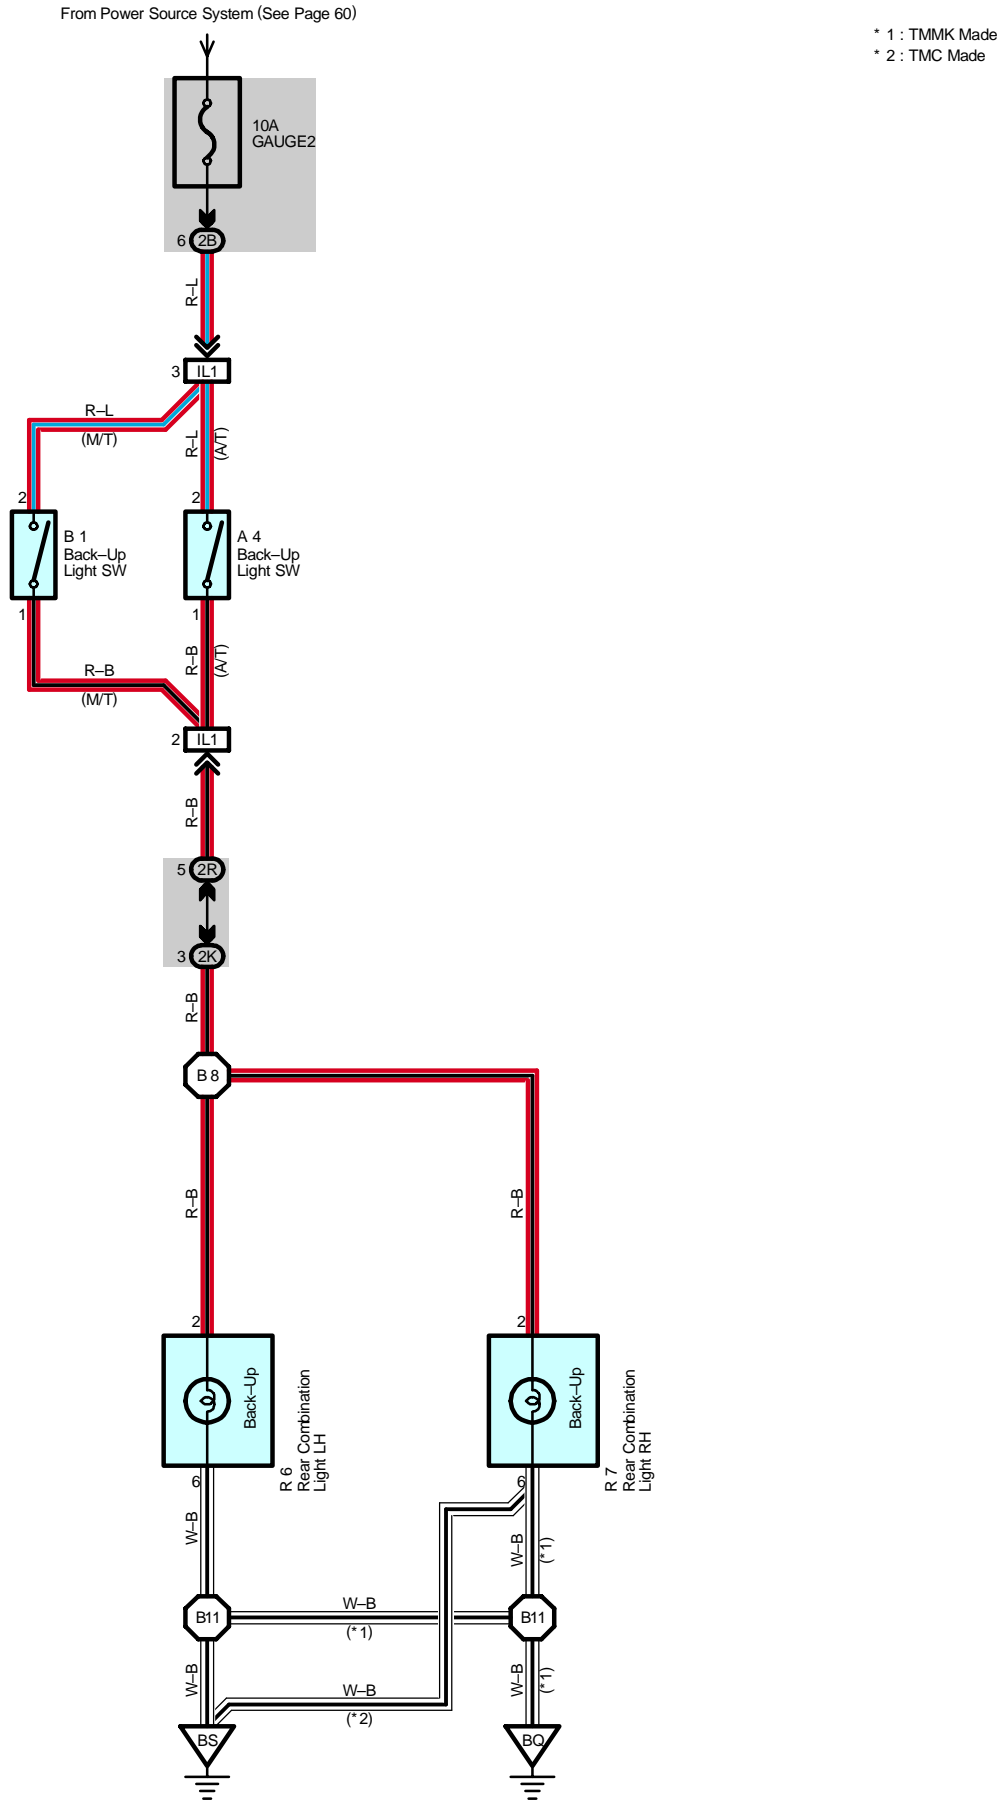 From Power Source System (See Page 60)
* 1 : TMMK Made
* 2 : TMC Made
10A
GAUGE2
6 2B
R–L
3 IL1
R–L
(M/T)
R–L
(A/T)
2
2
B 1
Back–Up
Light SW
A 4
Back–Up
Light SW
1
1
R–B
(M/T)
R–B
(A/T)
2 IL1
R–B
5 2R
3 2K
R–B
B 8
R–B
R–B
2
2
Back–Up
R 6
Rear Combination
Light LH
Back–Up
R 7
Rear Combination
Light RH
6
6
W–B
W–B
(* 1)
B11
W–B
(* 1)
B11
W–B
W–B
(* 2)
W–B
(* 1)
BS
BQ